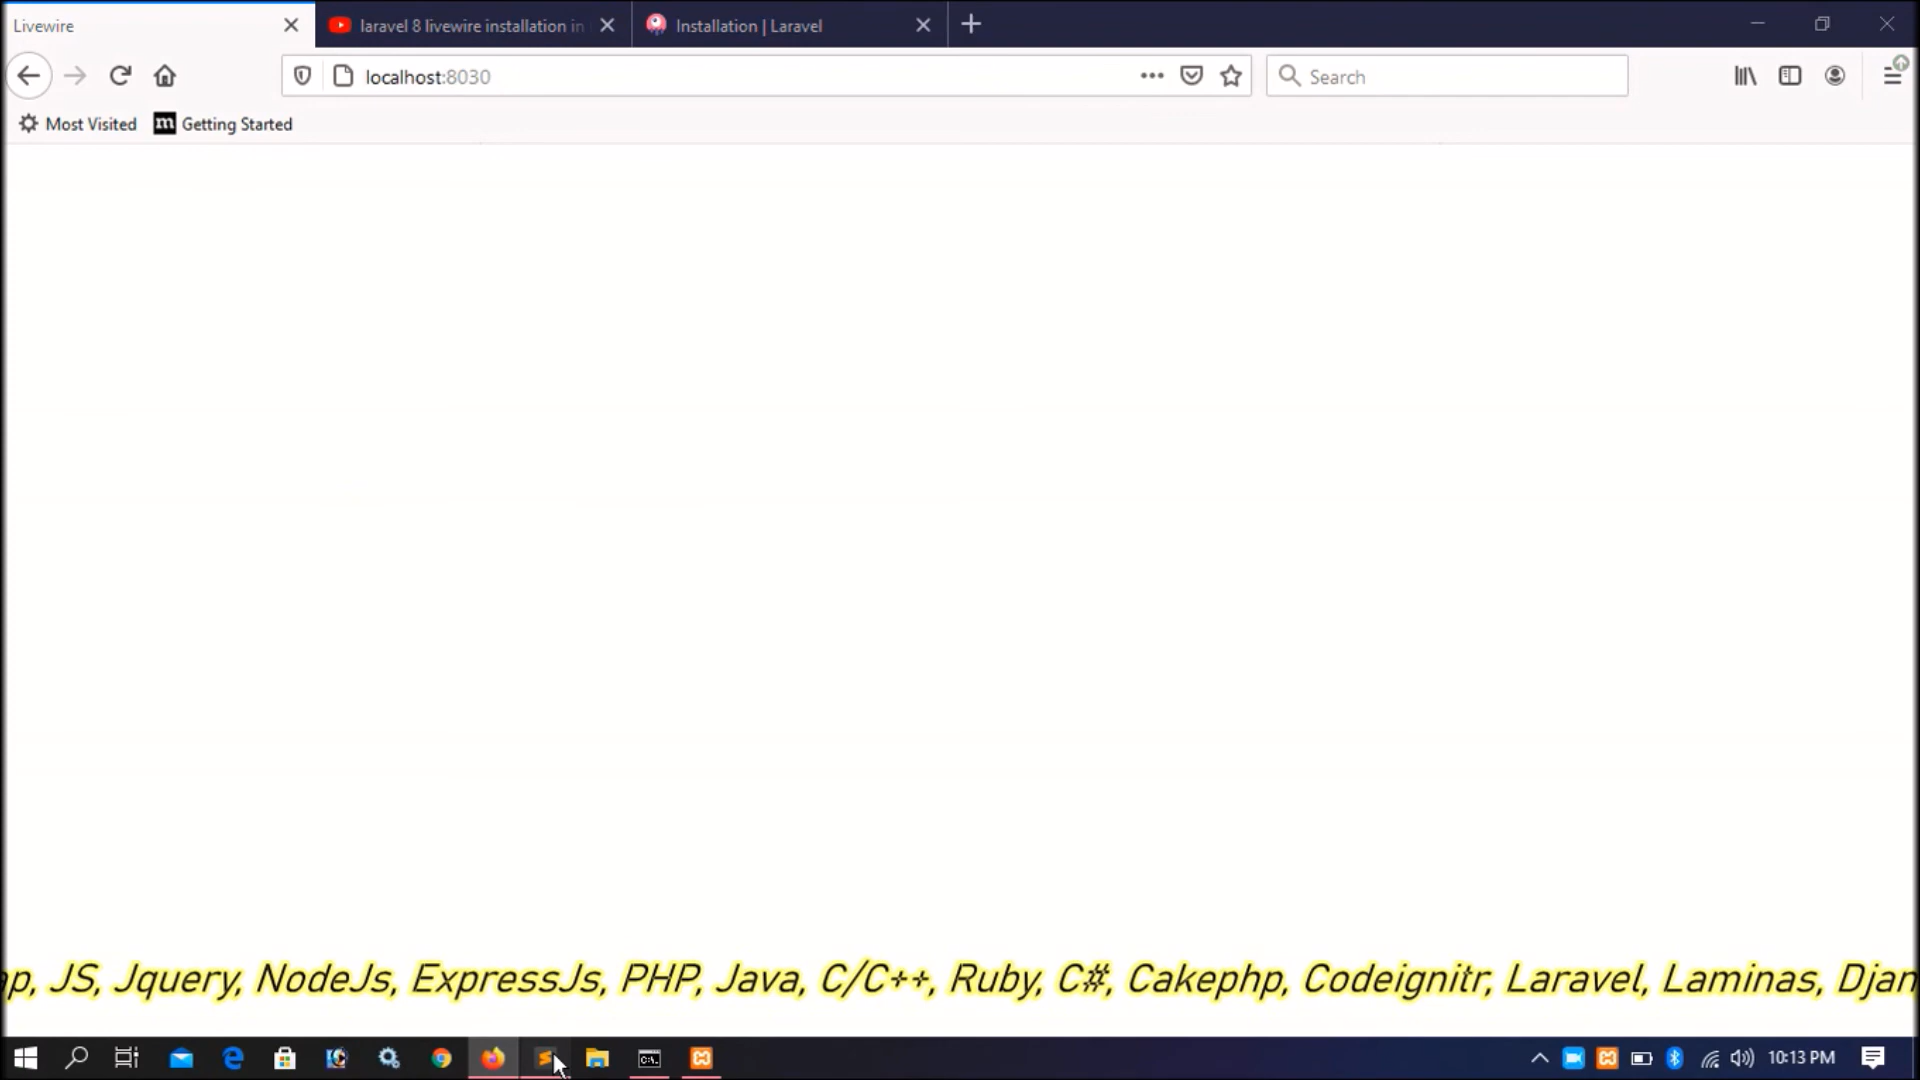 Livewire
laravel 8 livewire installation in
Installation | Laravel
localhost:8030
Search
Most Visited
Getting Started
p, JS, Jquery, NodeJs, ExpressJs, PHP, Java, C/C++, Ruby, C#, Cakephp, Codeignitr, Laravel, Laminas, Djan
10:13 PM